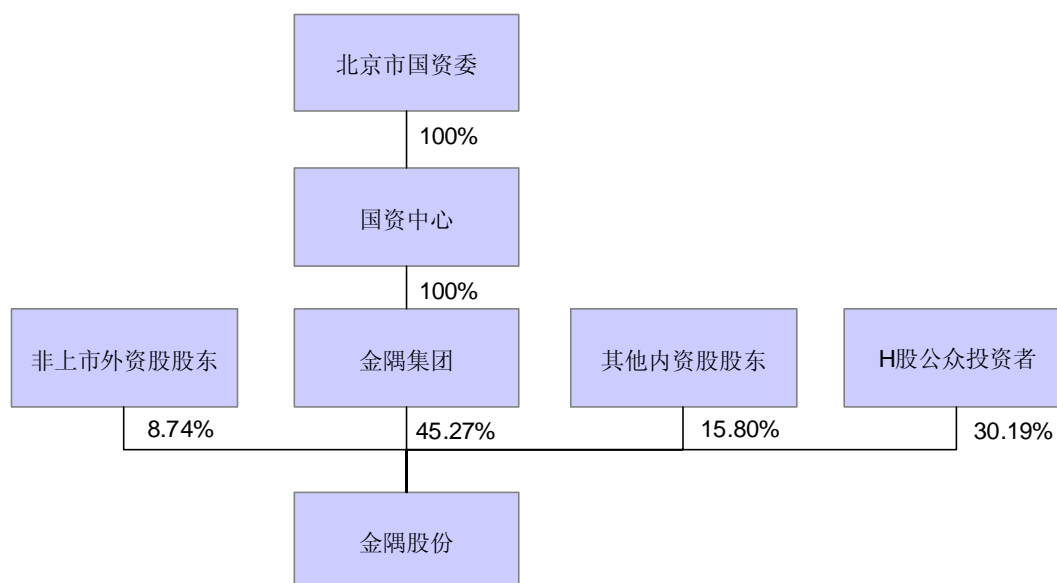 北京市国资委
100%
国资中心
100%
非上市外资股股东
金隅集团
其他内资股股东
H股公众投资者
8.74%
45.27%
15.80%
30.19%
金隅股份